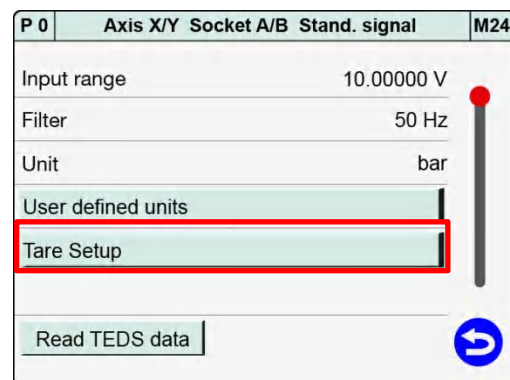 P 0 Axis X/Y Socket A/B Stand. signal M24
Input range 10.00000 V
Filter 50 Hz
Unit bar
User defined units
Tare Setup
Read TEDS data